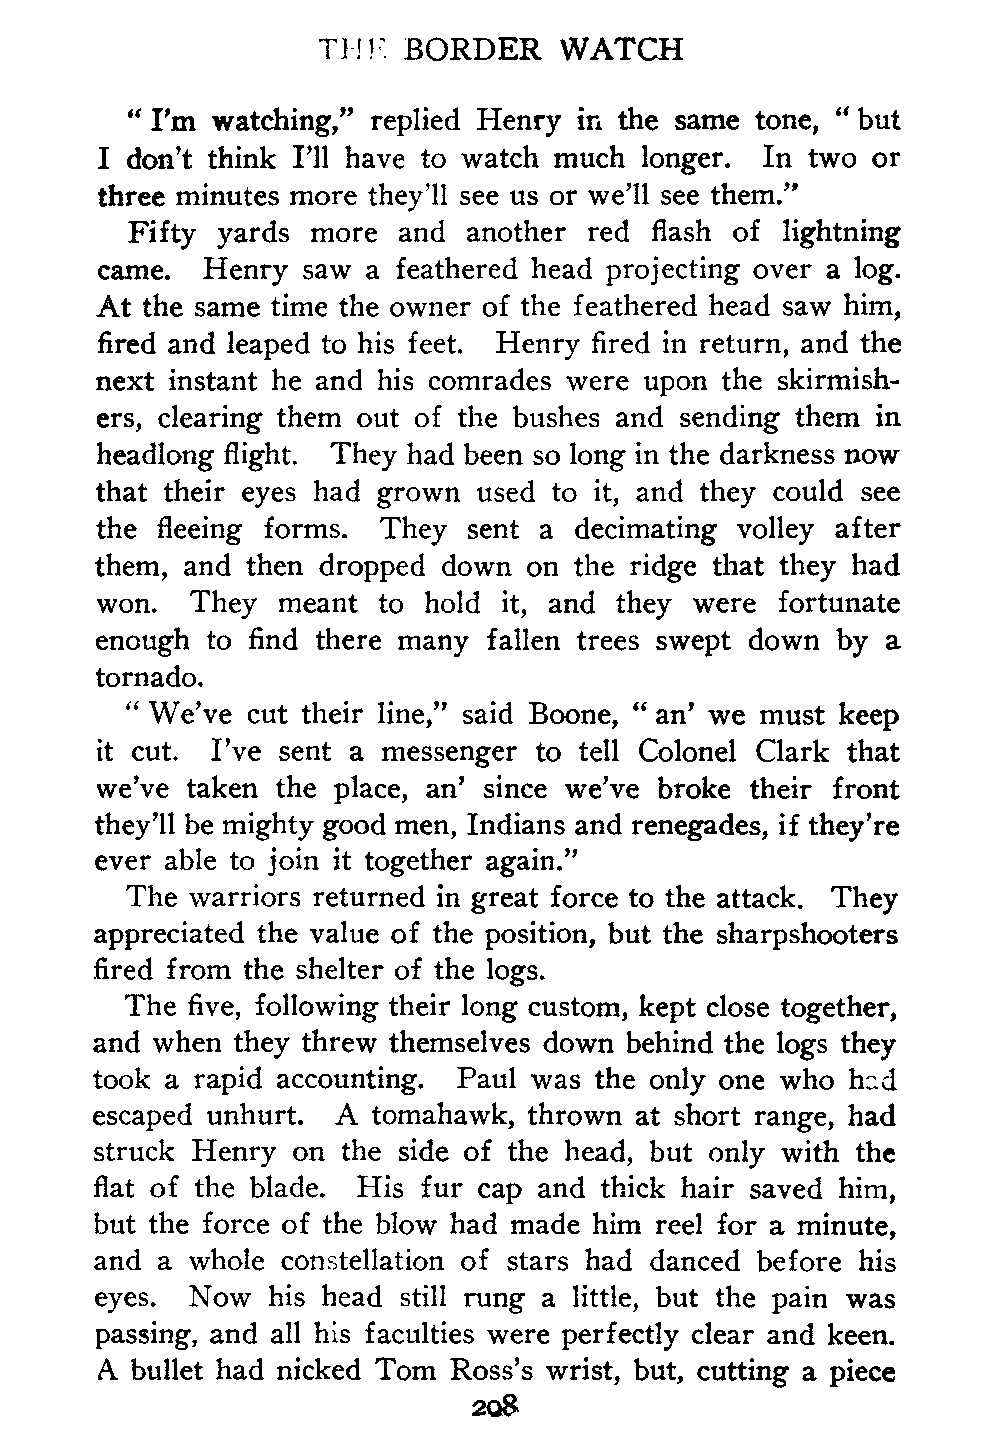 THE BORDER WATCH
“ I’m watching,” replied Henry in the same tone, “ but
I don’t think I’ll have to watch much longer. In two or
three minutes more they’ll see us or we’ll see them.”
Fifty yards more and another red flash of lightning
came. Henry saw a feathered head projecting over a log.
At the same time the owner of the feathered head saw him,
fired and leaped to his feet. Henry fired in return, and the
next instant he and his comrades were upon the skirmish-
ers, clearing them out of the bushes and sending them in
headlong flight. They had been so long in the darkness now
that their eyes had grown used to it, and they could see
the fleeing forms. They sent a decimating volley after
them, and then dropped down on the ridge that they had
won. They meant to hold it, and they were fortunate
enough to find there many fallen trees swept down by a
tornado.
“ We’ve cut their line,” said Boone, “ an’ we must keep
it cut. I’ve sent a messenger to tell Colonel Clark that
we’ve taken the place, an’ since we’ve broke their front
they’ll be mighty good men, Indians and renegades, if they’re
ever able to join it together again.”
The warriors returned in great force to the attack. They
appreciated the value of the position, but the sharpshooters
fired from the shelter of the logs.
The five, following their long custom, kept close together,
and when they threw themselves down behind the logs they
took a rapid accounting. Paul was the only one who had
escaped unhurt. A tomahawk, thrown at short range, had
struck Henry on the side of the head, but only with the
flat of the blade. His fur cap and thick hair saved him,
but the force of the blow had made him reel for a minute,
and a whole constellation of stars had danced before his
eyes. Now his head still rung a little, but the pain was
passing, and all his faculties were perfectly clear and keen.
A bullet had nicked Tom Ross’s wrist, but, cutting a piece
208